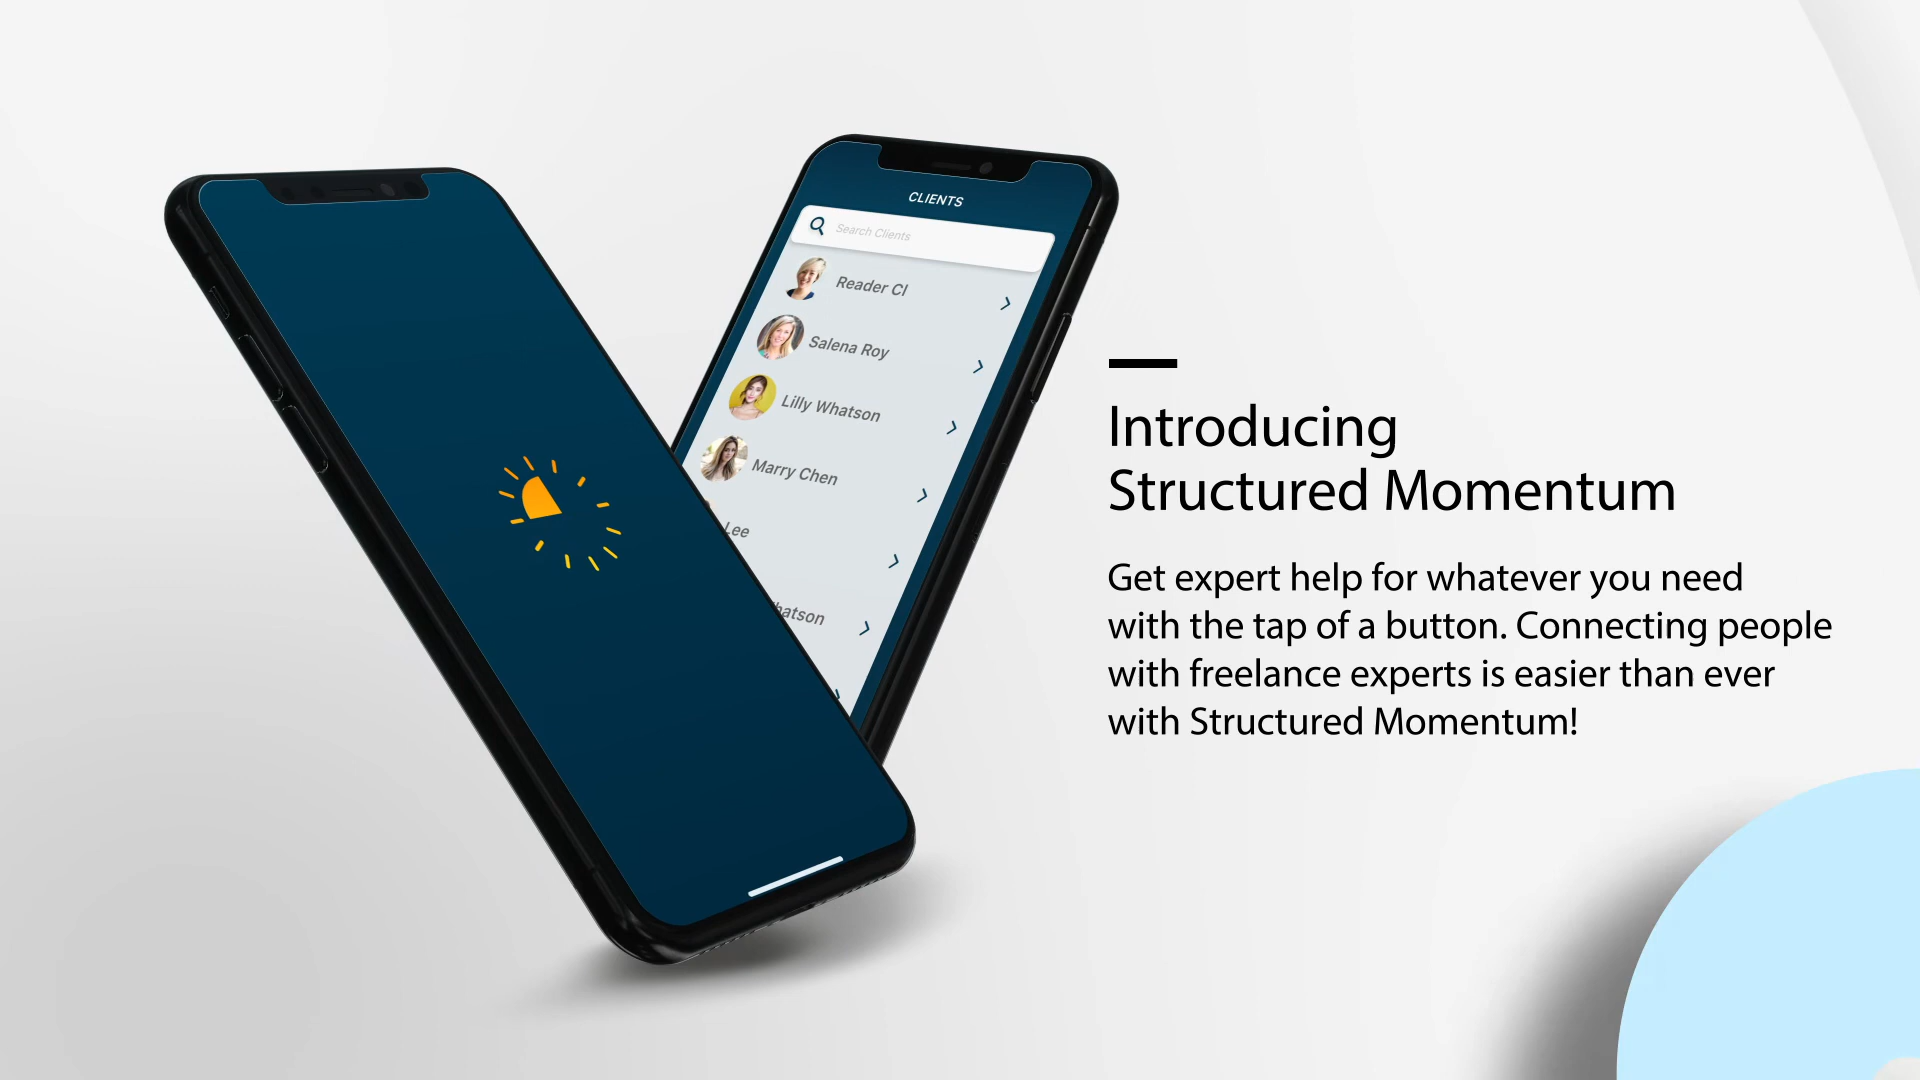 CLIENTS
Search Clients
Reader Cl
Salena Roy
Lilly Whatson
Marry Chen
Lee
hatson
Introducing
Structured Momentum
Get expert help for whatever you need
with the tap of a button. Connecting people
with freelance experts is easier than ever
with Structured Momentum!